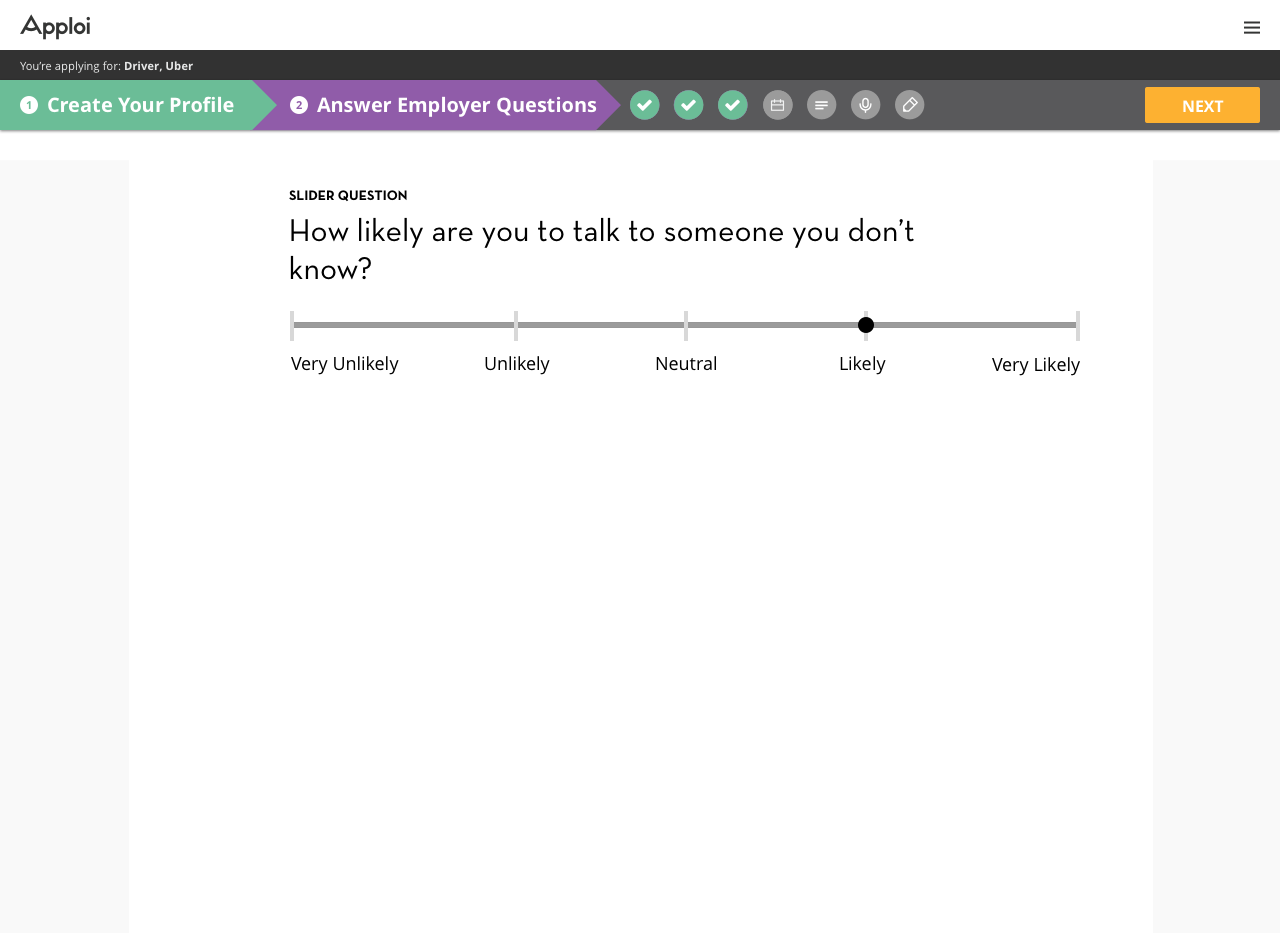 Apploi
You’re applying for: Driver, Uber
1 Create Your Profile
2 Answer Employer Questions
NEXT
SLIDER QUESTION
How likely are you to talk to someone you don’t
know?
Very Unlikely Unlikely Neutral Likely Very Likely